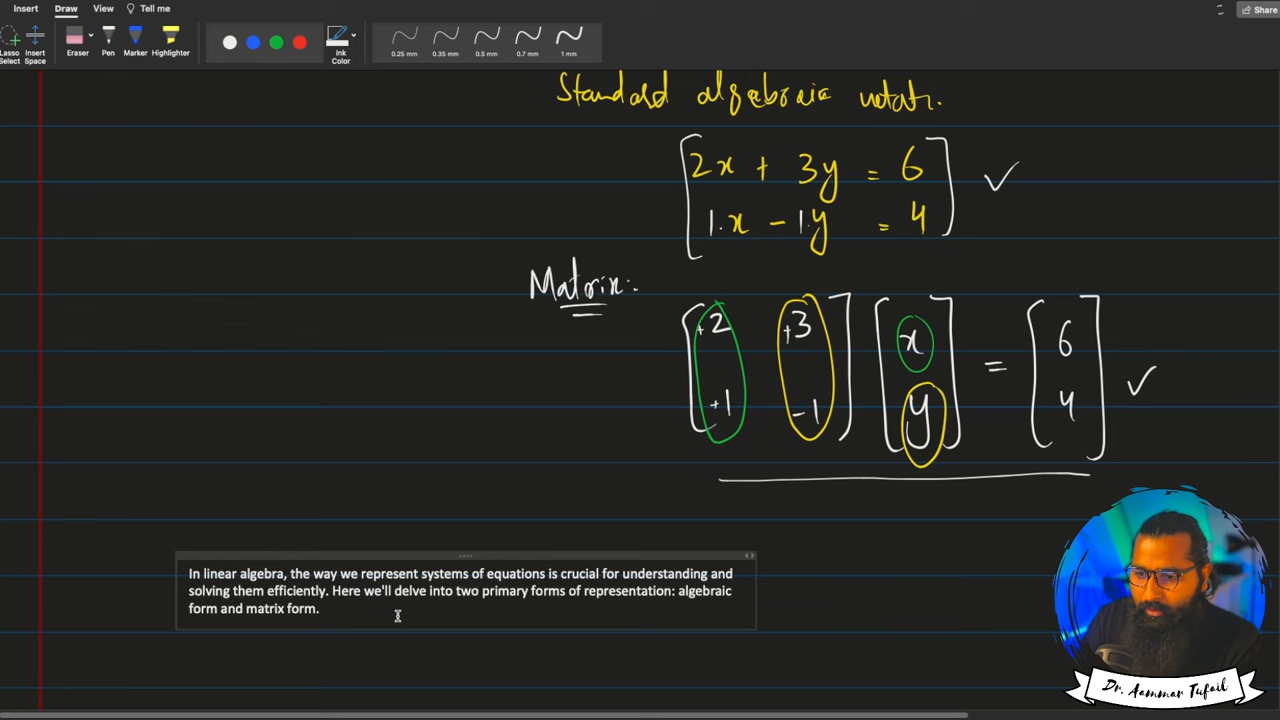 Insert Draw View Tell me Share
Lasso Select
Insert Space
Eraser
Pen
Marker
Highlighter
Ink Color
0.25 mm
0.35 mm
0.5 mm
0.7 mm
1 mm
Standard algebraic notatn.
2x + 3y = 6
1.x - 1.y = 4
Matrix:
+2 +3 x = 6
+1 -1 y 4
In linear algebra, the way we represent systems of equations is crucial for understanding and
solving them efficiently. Here we'll delve into two primary forms of representation: algebraic
form and matrix form.
Dr. Aammar Tufail